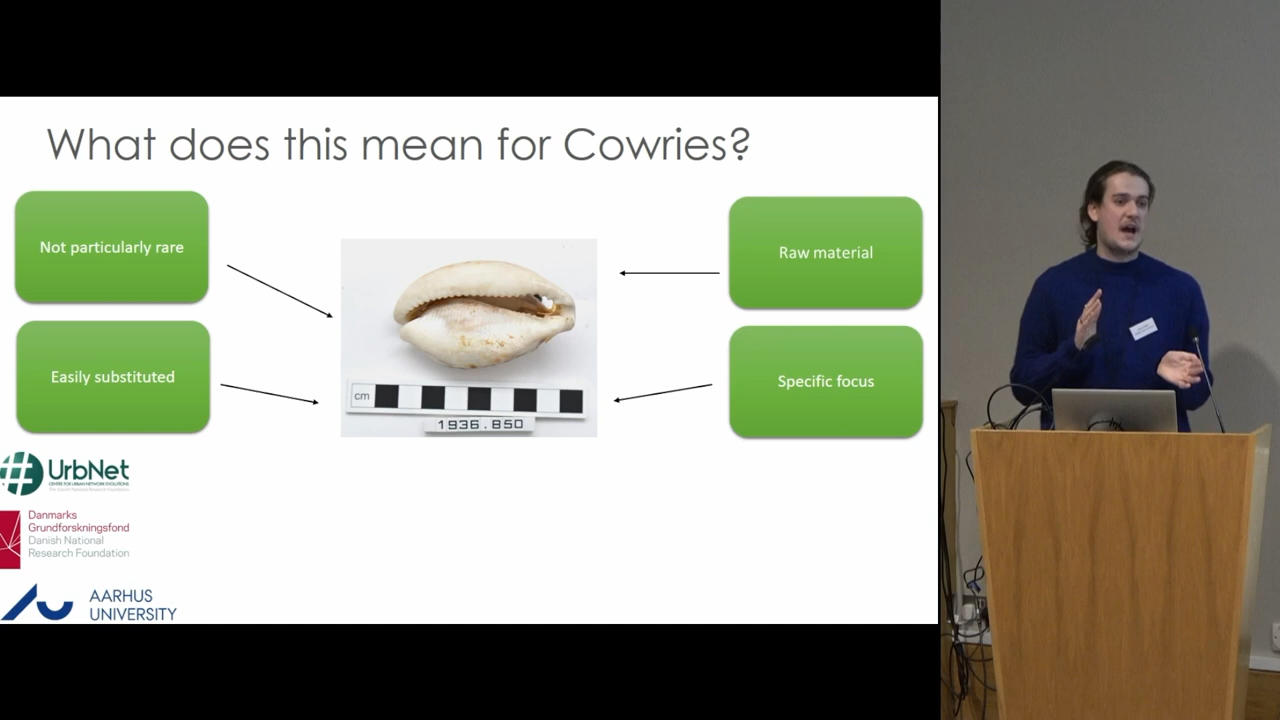 What does this mean for Cowries?
Not particularly rare
Easily substituted
Raw material
Specific focus
cm
1936.850
UrbNet
CENTRE FOR URBAN NETWORK EVOLUTIONS
Danmarks
Grundforskningsfond
Danish National
Research Foundation
AARHUS
UNIVERSITY